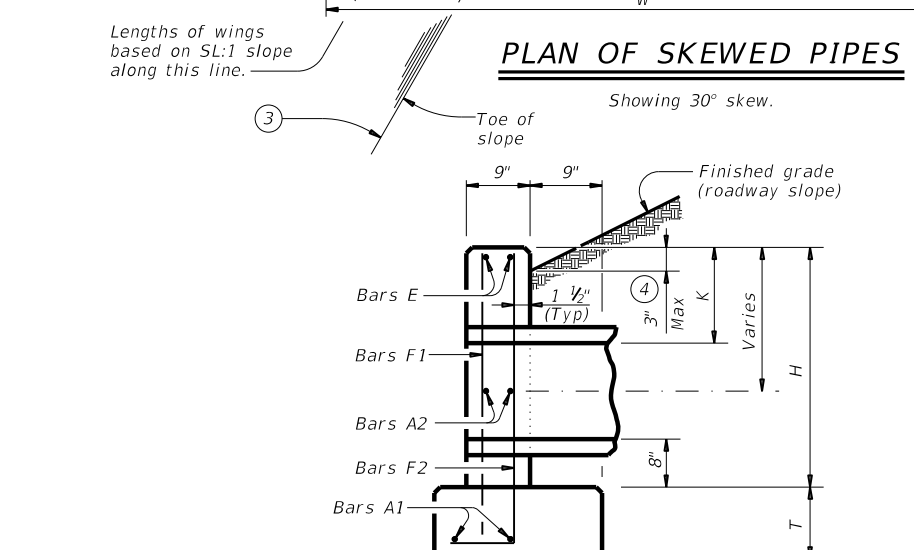 W
Lengths of wings
based on SL:1 slope
along this line.
PLAN OF SKEWED PIPES
Showing 30° skew.
3
Toe of
slope
9"
9"
Finished grade
(roadway slope)
Bars E
1 ½"
(Typ)
4
3"
Max
K
Varies
H
Bars F1
Bars A2
Bars F2
8"
Bars A1
T